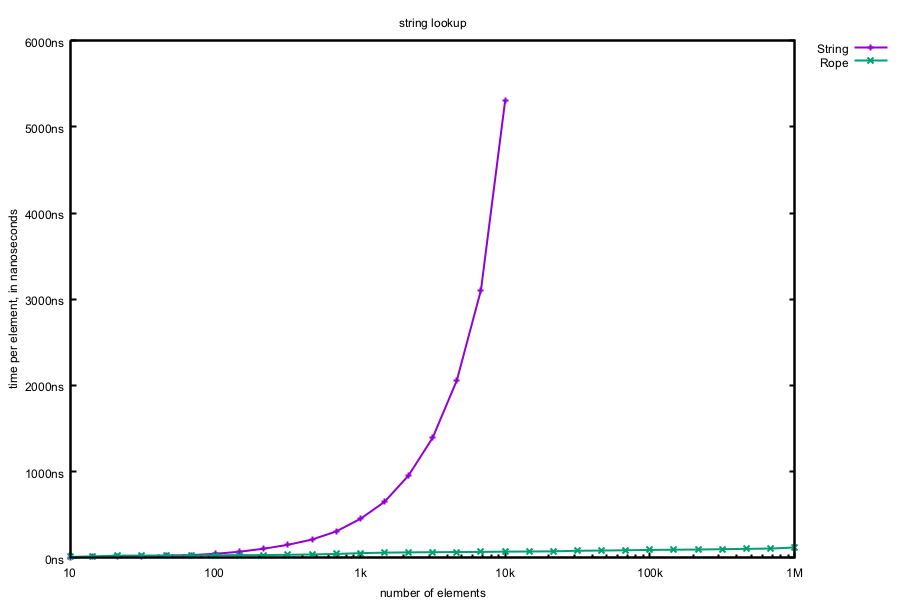 string lookup
6000ns
5000ns
4000ns
3000ns
2000ns
1000ns
0ns
time per element, in nanoseconds
String
Rope
10 100 1k 10k 100k 1M
number of elements